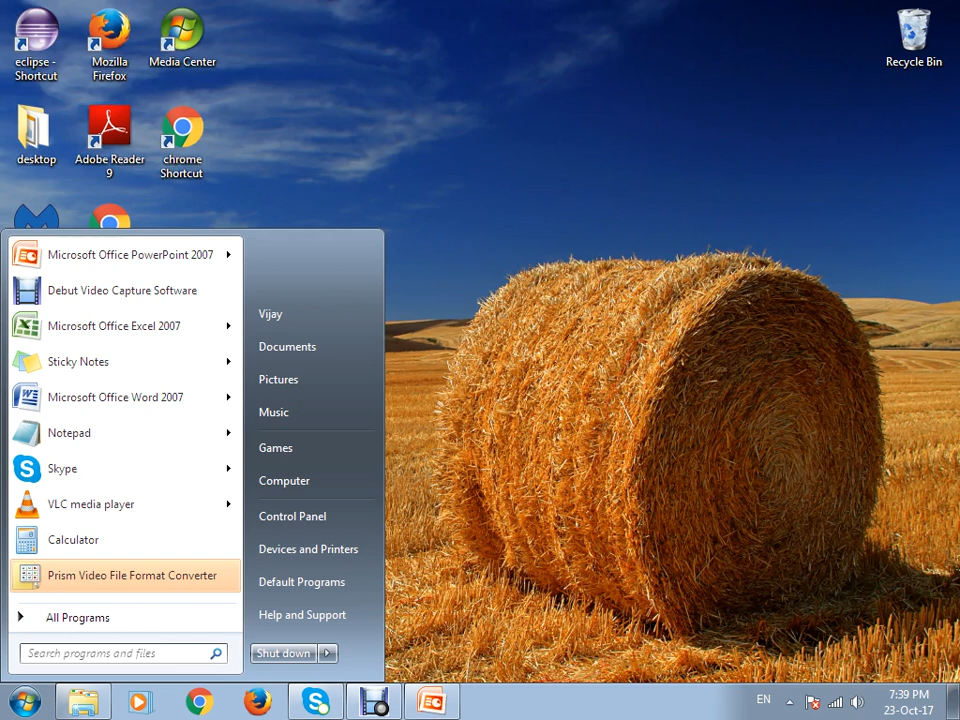 eclipse -
Shortcut
Mozilla
Firefox
Media Center
Recycle Bin
desktop
Adobe Reader
9
chrome
Shortcut
Microsoft Office PowerPoint 2007
Debut Video Capture Software
Microsoft Office Excel 2007
Sticky Notes
Microsoft Office Word 2007
Notepad
Skype
VLC media player
Calculator
Prism Video File Format Converter
All Programs
Search programs and files
Vijay
Documents
Pictures
Music
Games
Computer
Control Panel
Devices and Printers
Default Programs
Help and Support
Shut down
EN
7:39 PM
23-Oct-17